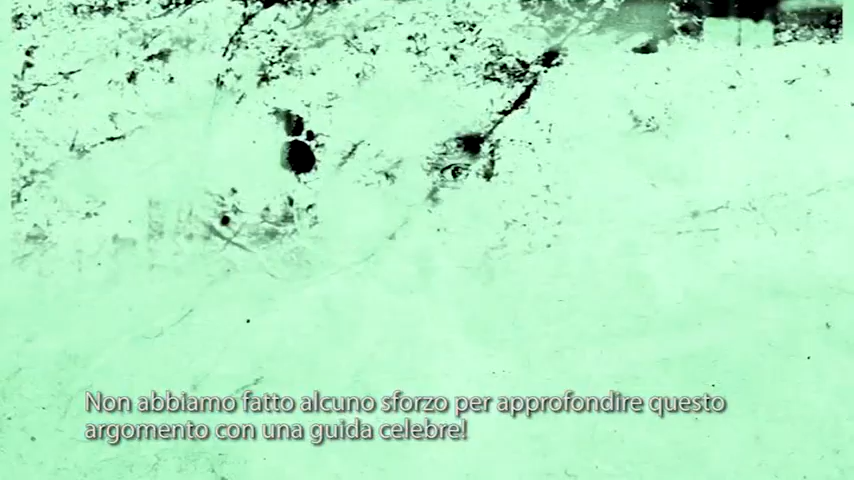 Non abbiamo fatto alcuno sforzo per approfondire questo
argomento con una guida celebre!